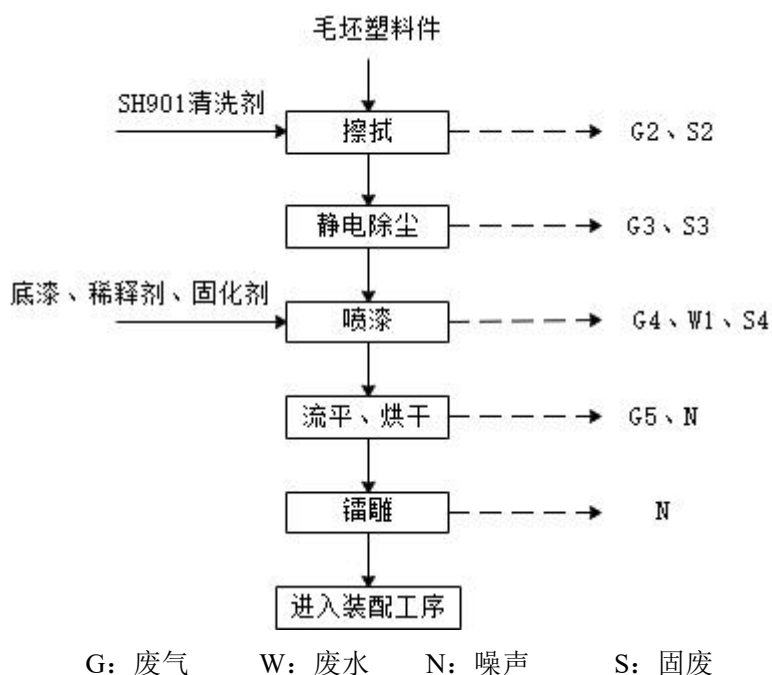 毛坯塑料件
SH901清洗剂
擦拭
G2、S2
静电除尘
G3、S3
底漆、稀释剂、固化剂
喷漆
G4、W1、S4
流平、烘干
G5、N
镭雕
N
进入装配工序
G：废气 W：废水 N：噪声 S：固废